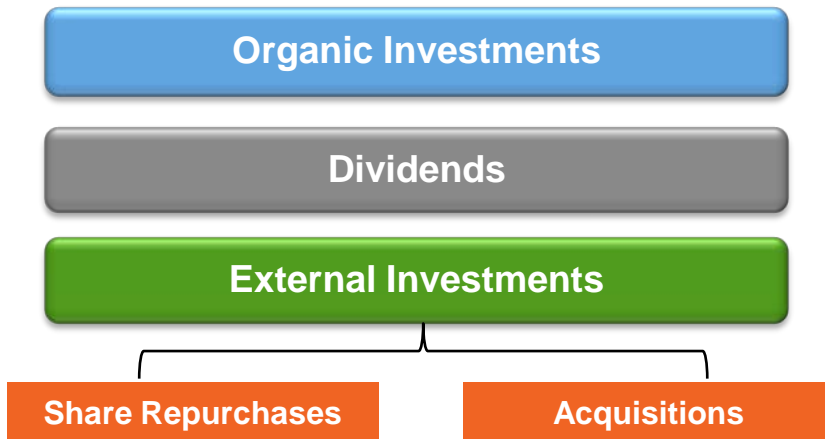 Organic Investments
Dividends
External Investments
Share Repurchases
Acquisitions